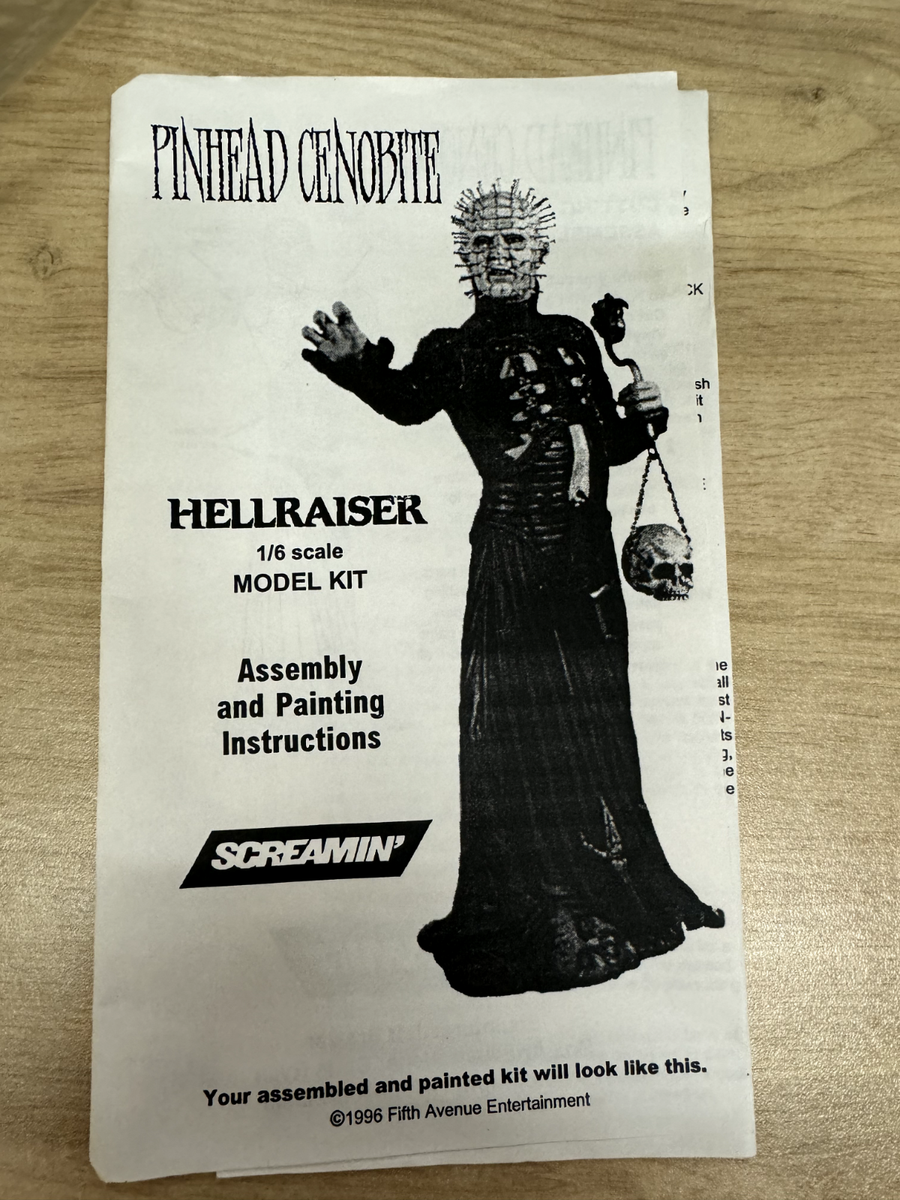 PINHEAD CENOBITE
HELLRAISER
1/6 scale
MODEL KIT
Assembly
and Painting
Instructions
SCREAMIN'
Your assembled and painted kit will look like this.
©1996 Fifth Avenue Entertainment